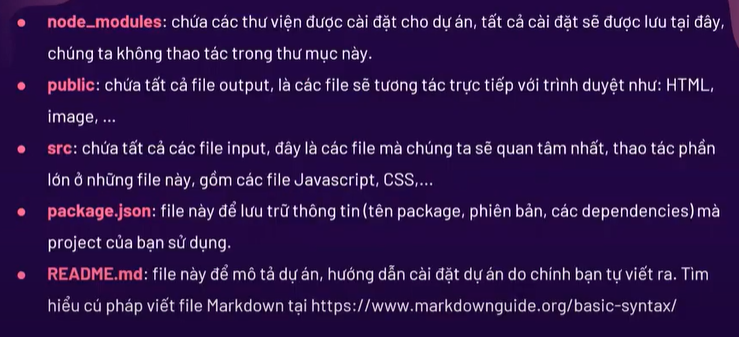 ● node_modules: chứa các thư viện được cài đặt cho dự án, tất cả cài đặt sẽ được lưu tại đây,
chúng ta không thao tác trong thư mục này.
● public: chứa tất cả file output, là các file sẽ tương tác trực tiếp với trình duyệt như: HTML,
image, ...
● src: chứa tất cả các file input, đây là các file mà chúng ta sẽ quan tâm nhất, thao tác phần
lớn ở những file này, gồm các file Javascript, CSS,...
● package.json: file này để lưu trữ thông tin (tên package, phiên bản, các dependencies) mà
project của bạn sử dụng.
● README.md: file này để mô tả dự án, hướng dẫn cài đặt dự án do chính bạn tự viết ra. Tìm
hiểu cú pháp viết file Markdown tại https://www.markdownguide.org/basic-syntax/